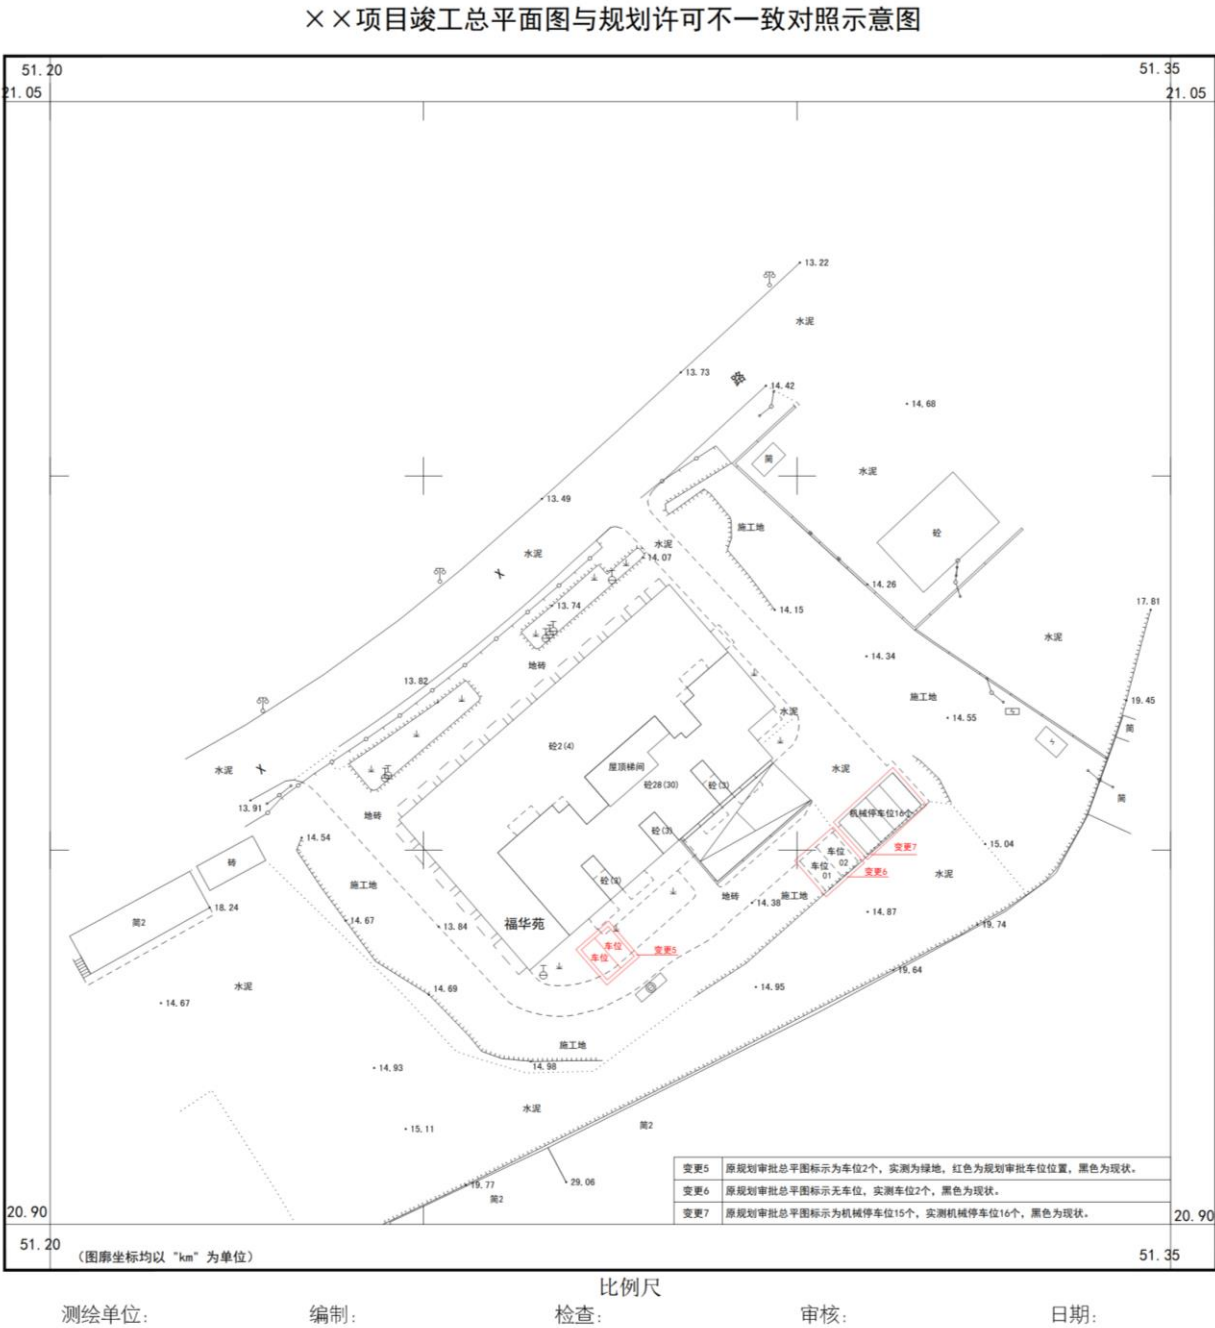 ××项目竣工总平面图与规划许可不一致对照示意图
51.20
51.35
21.05
21.05
13.22
水泥
13.73
路
14.42
14.68
简
水泥
13.49
施工地
砼
水泥
水泥
14.07
X
14.26
13.74
14.15
17.81
水泥
地砖
14.34
13.82
施工地
19.45
14.55
水泥
简
砼2(4)
水泥
X
屋顶梯间
水泥
砼28(30)
砼(3)
简
13.91
地砖
机械停车位16个
砼(3)
14.54
变更7
15.04
车位
02
砖
车位
01
变更6
水泥
砼(3)
施工地
地砖
施工地
14.38
简2
18.24
14.67
14.87
13.84
福华苑
19.74
车位
车位
变更5
19.64
水泥
14.69
14.95
14.67
施工地
14.98
14.93
水泥
15.11
简2
19.77
29.06
简2
变更5 原规划审批总平图标示为车位2个，实测为绿地，红色为规划审批车位位置，黑色为现状。
变更6 原规划审批总平图标示无车位，实测车位2个，黑色为现状。
变更7 原规划审批总平图标示为机械停车位15个，实测机械停车位16个，黑色为现状。
20.90
20.90
51.20
(图廓坐标均以 "km" 为单位)
51.35
比例尺
测绘单位: 编制: 检查: 审核: 日期: